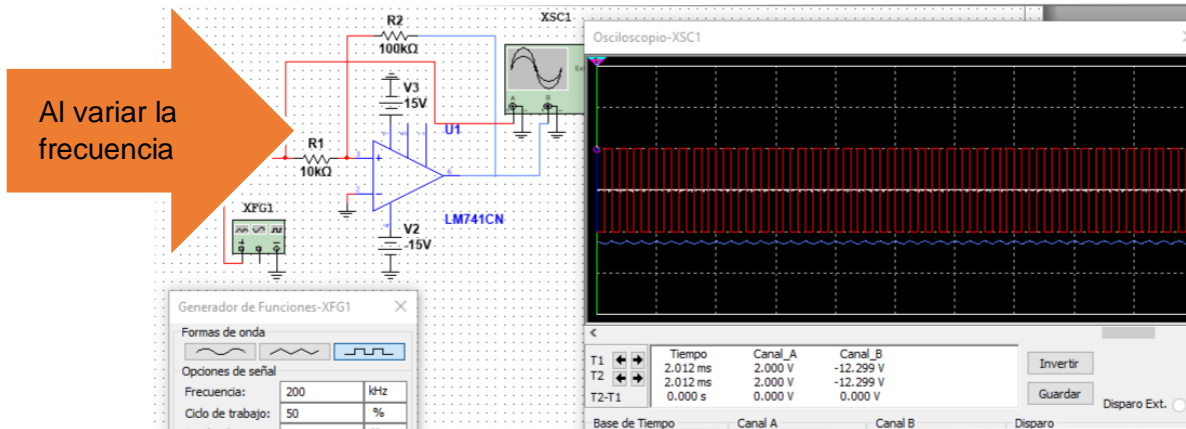 Al variar la
frecuencia
R2
100kΩ
XSC1
V3
15V
U1
R1
10kΩ
LM741CN
XFG1
V2
-15V
Osciloscopio-XSC1
Generador de Funciones-XFG1
Formas de onda
Opciones de señal
Frecuencia: 200 kHz
Ciclo de trabajo: 50 %
T1
T2
T2-T1
Tiempo Canal_A Canal_B
2.012 ms 2.000 V -12.299 V
2.012 ms 2.000 V -12.299 V
0.000 s 0.000 V 0.000 V
Invertir
Guardar
Disparo Ext.
Base de Tiempo Canal A Canal B Disparo